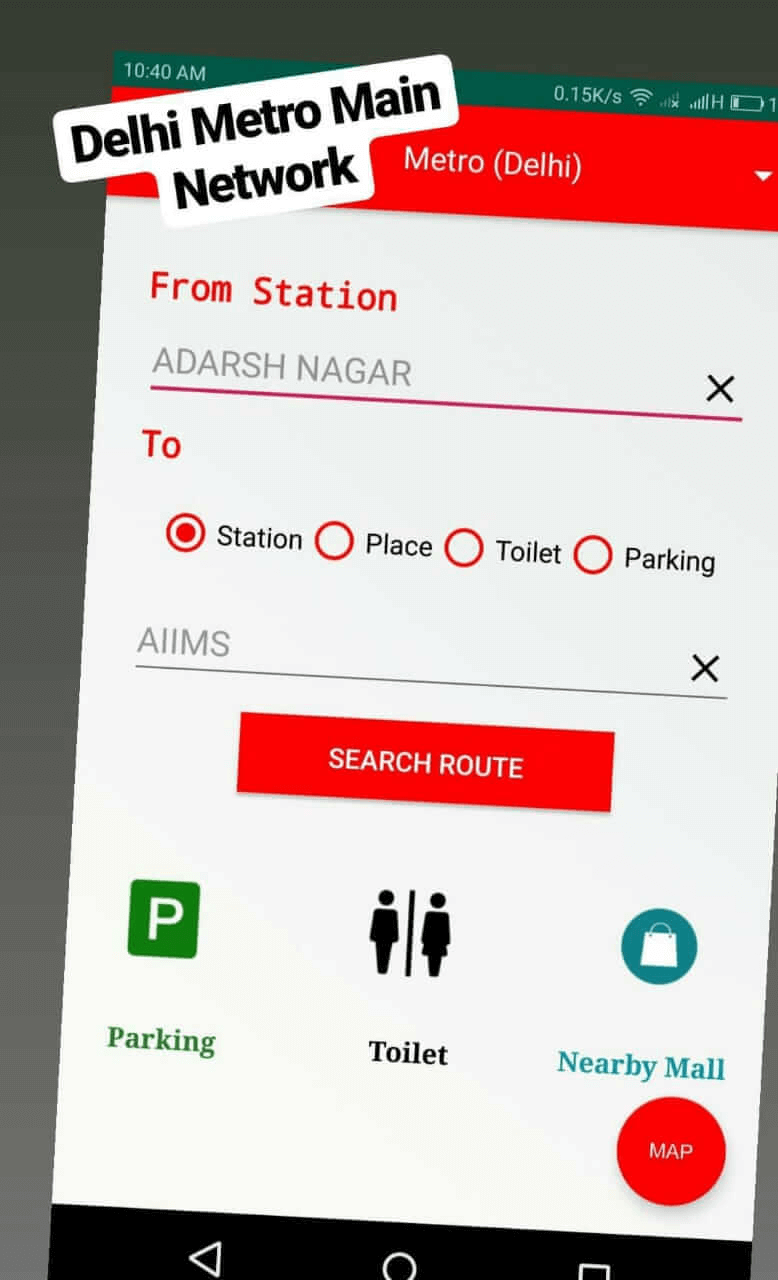 10:40 AM
0.15K/s H 1
Delhi Metro Main
Network
Metro (Delhi)
From Station
ADARSH NAGAR
To
Station Place Toilet Parking
AIIMS
SEARCH ROUTE
P
Parking Toilet Nearby Mall
MAP